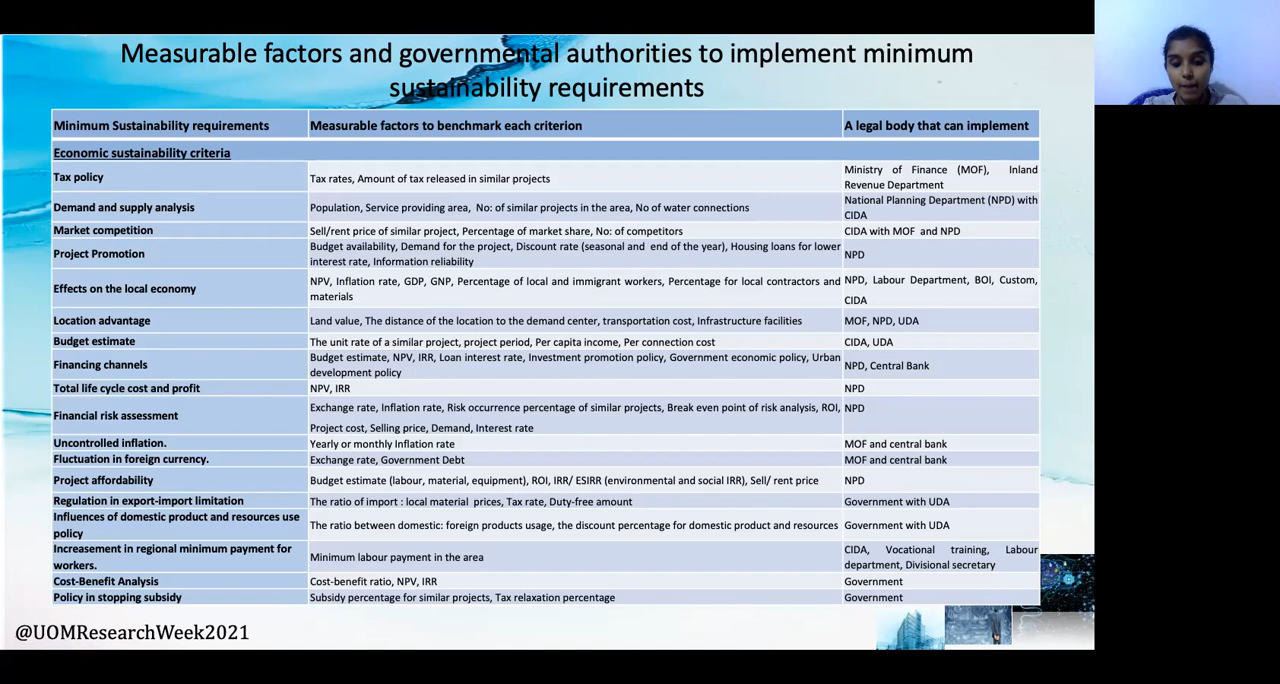 Measurable factors and governmental authorities to implement minimum
sustainability requirements
Minimum Sustainability requirements Measurable factors to benchmark each criterion A legal body that can implement
Economic sustainability criteria
Tax policy Tax rates, Amount of tax released in similar projects Ministry of Finance (MOF), Inland
Revenue Department
Demand and supply analysis Population, Service providing area, No: of similar projects in the area, No of water connections National Planning Department (NPD) with
CIDA
Market competition Sell/rent price of similar project, Percentage of market share, No: of competitors CIDA with MOF and NPD
Project Promotion Budget availability, Demand for the project, Discount rate (seasonal and end of the year), Housing loans for lower
interest rate, Information reliability NPD
Effects on the local economy NPV, Inflation rate, GDP, GNP, Percentage of local and immigrant workers, Percentage for local contractors and
materials NPD, Labour Department, BOI, Custom,
CIDA
Location advantage Land value, The distance of the location to the demand center, transportation cost, Infrastructure facilities MOF, NPD, UDA
Budget estimate The unit rate of a similar project, project period, Per capita income, Per connection cost CIDA, UDA
Financing channels Budget estimate, NPV, IRR, Loan interest rate, Investment promotion policy, Government economic policy, Urban
development policy NPD, Central Bank
Total life cycle cost and profit NPV, IRR NPD
Financial risk assessment Exchange rate, Inflation rate, Risk occurrence percentage of similar projects, Break even point of risk analysis, ROI, NPD
Project cost, Selling price, Demand, Interest rate
Uncontrolled inflation. Yearly or monthly Inflation rate MOF and central bank
Fluctuation in foreign currency. Exchange rate, Government Debt MOF and central bank
Project affordability Budget estimate (labour, material, equipment), ROI, IRR/ ESIRR (environmental and social IRR), Sell/ rent price NPD
Regulation in export-import limitation The ratio of import : local material prices, Tax rate, Duty-free amount Government with UDA
Influences of domestic product and resources use
policy The ratio between domestic: foreign products usage, the discount percentage for domestic product and resources Government with UDA
Increasement in regional minimum payment for
workers. Minimum labour payment in the area CIDA, Vocational training, Labour
department, Divisional secretary
Cost-Benefit Analysis Cost-benefit ratio, NPV, IRR Government
Policy in stopping subsidy Subsidy percentage for similar projects, Tax relaxation percentage Government
@UOMResearchWeek2021